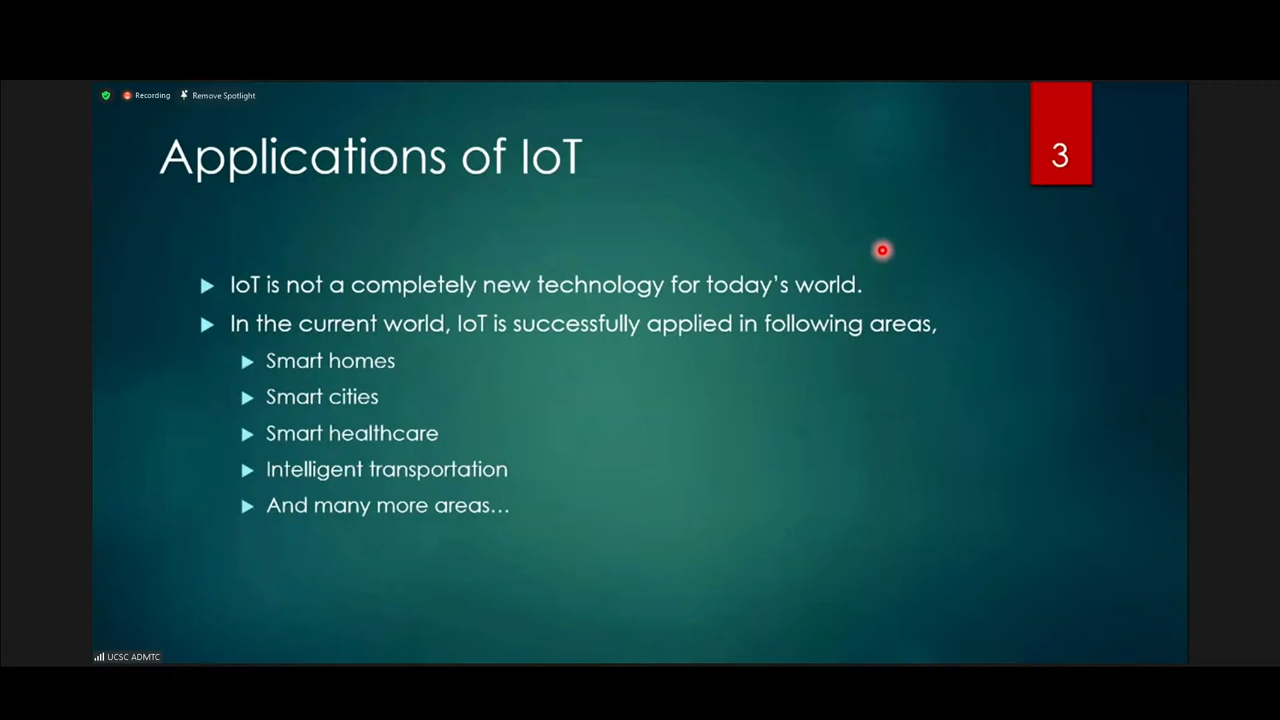 Recording Remove Spotlight
Applications of IoT
3
IoT is not a completely new technology for today's world.
In the current world, IoT is successfully applied in following areas,
Smart homes
Smart cities
Smart healthcare
Intelligent transportation
And many more areas...
UCSC ADMTC